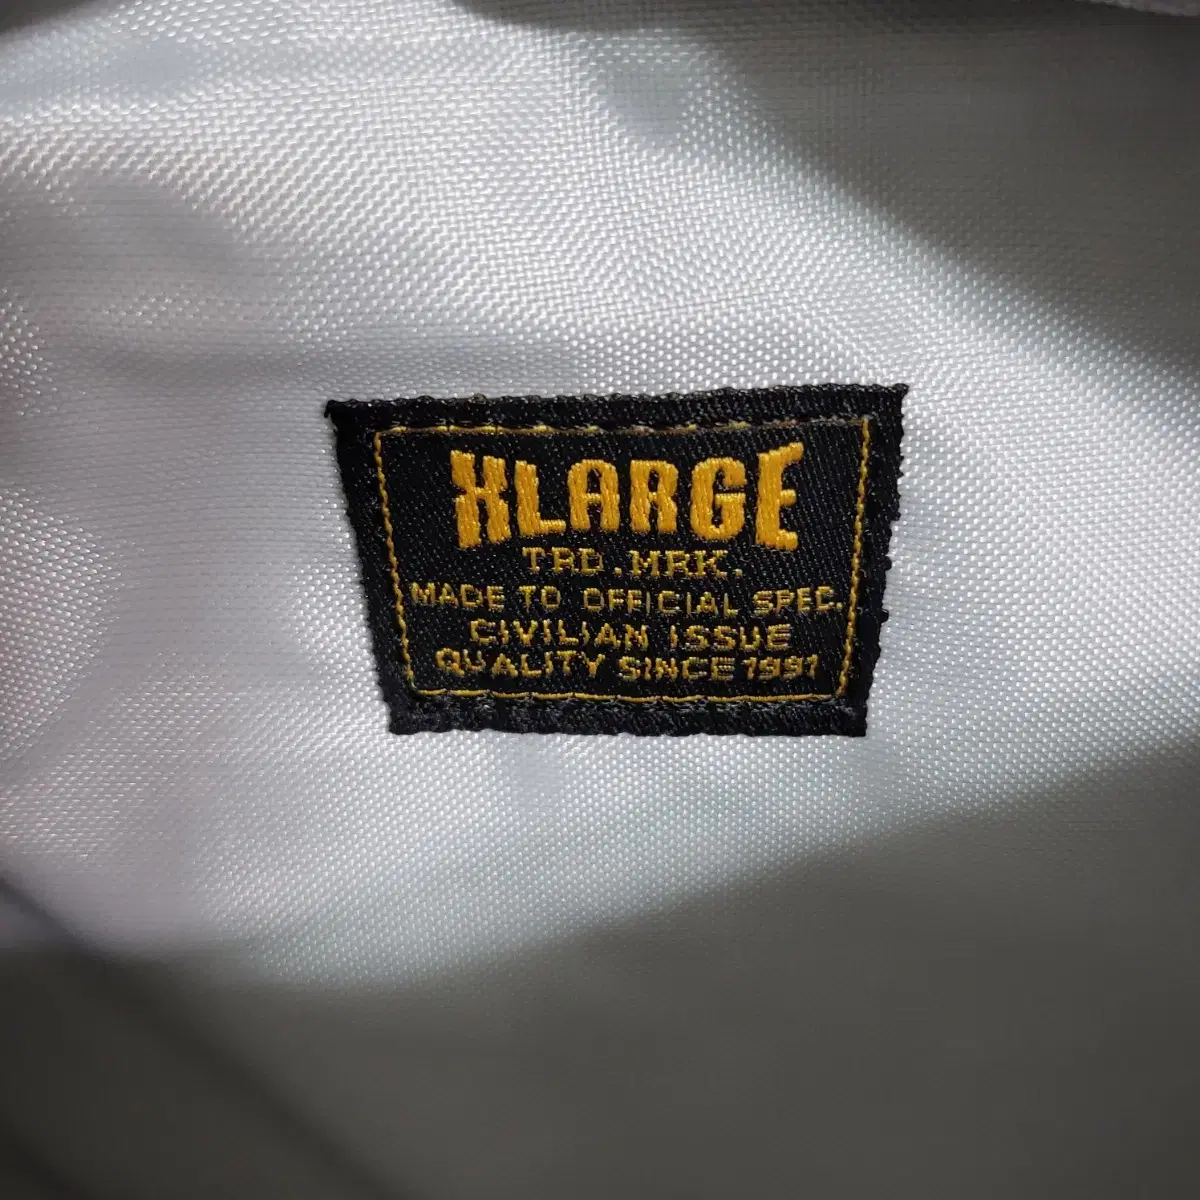 XLARGE
TRD.MRK.
MADE TO OFFICIAL SPEC.
CIVILIAN ISSUE
QUALITY SINCE 1991